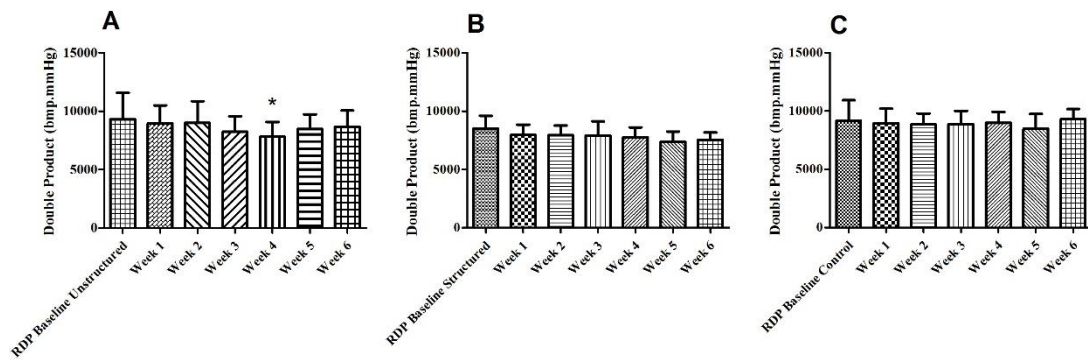 A
Double Product (bmp.mmHg)
15000
10000
5000
0
*
RDP Baseline Unstructured
Week 1
Week 2
Week 3
Week 4
Week 5
Week 6
B
Double Product (bmp.mmHg)
15000
10000
5000
0
RDP Baseline Structured
Week 1
Week 2
Week 3
Week 4
Week 5
Week 6
C
Double Product (bmp.mmHg)
15000
10000
5000
0
RDP Baseline Control
Week 1
Week 2
Week 3
Week 4
Week 5
Week 6